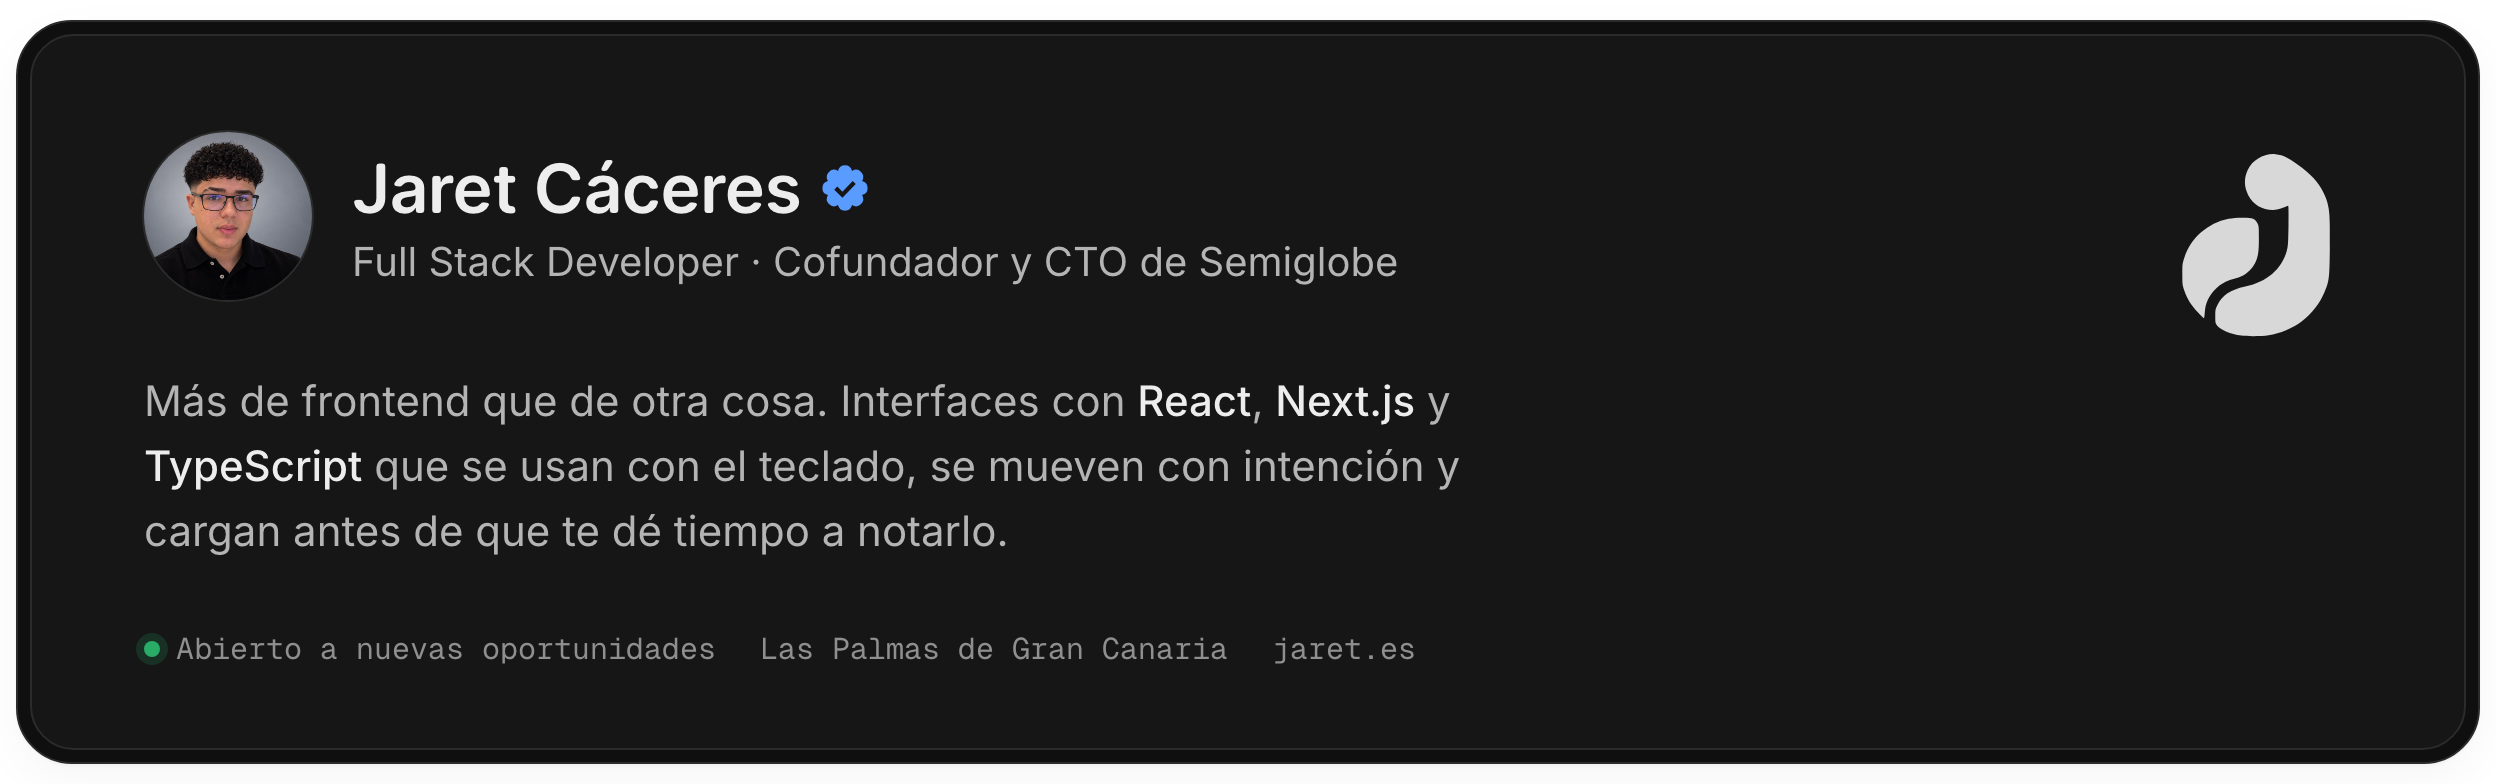 Jaret Cáceres
Full Stack Developer · Cofundador y CTO de Semiglobe
Más de frontend que de otra cosa. Interfaces con React, Next.js y
TypeScript que se usan con el teclado, se mueven con intención y
cargan antes de que te dé tiempo a notarlo.
Abierto a nuevas oportunidades Las Palmas de Gran Canaria jaret.es